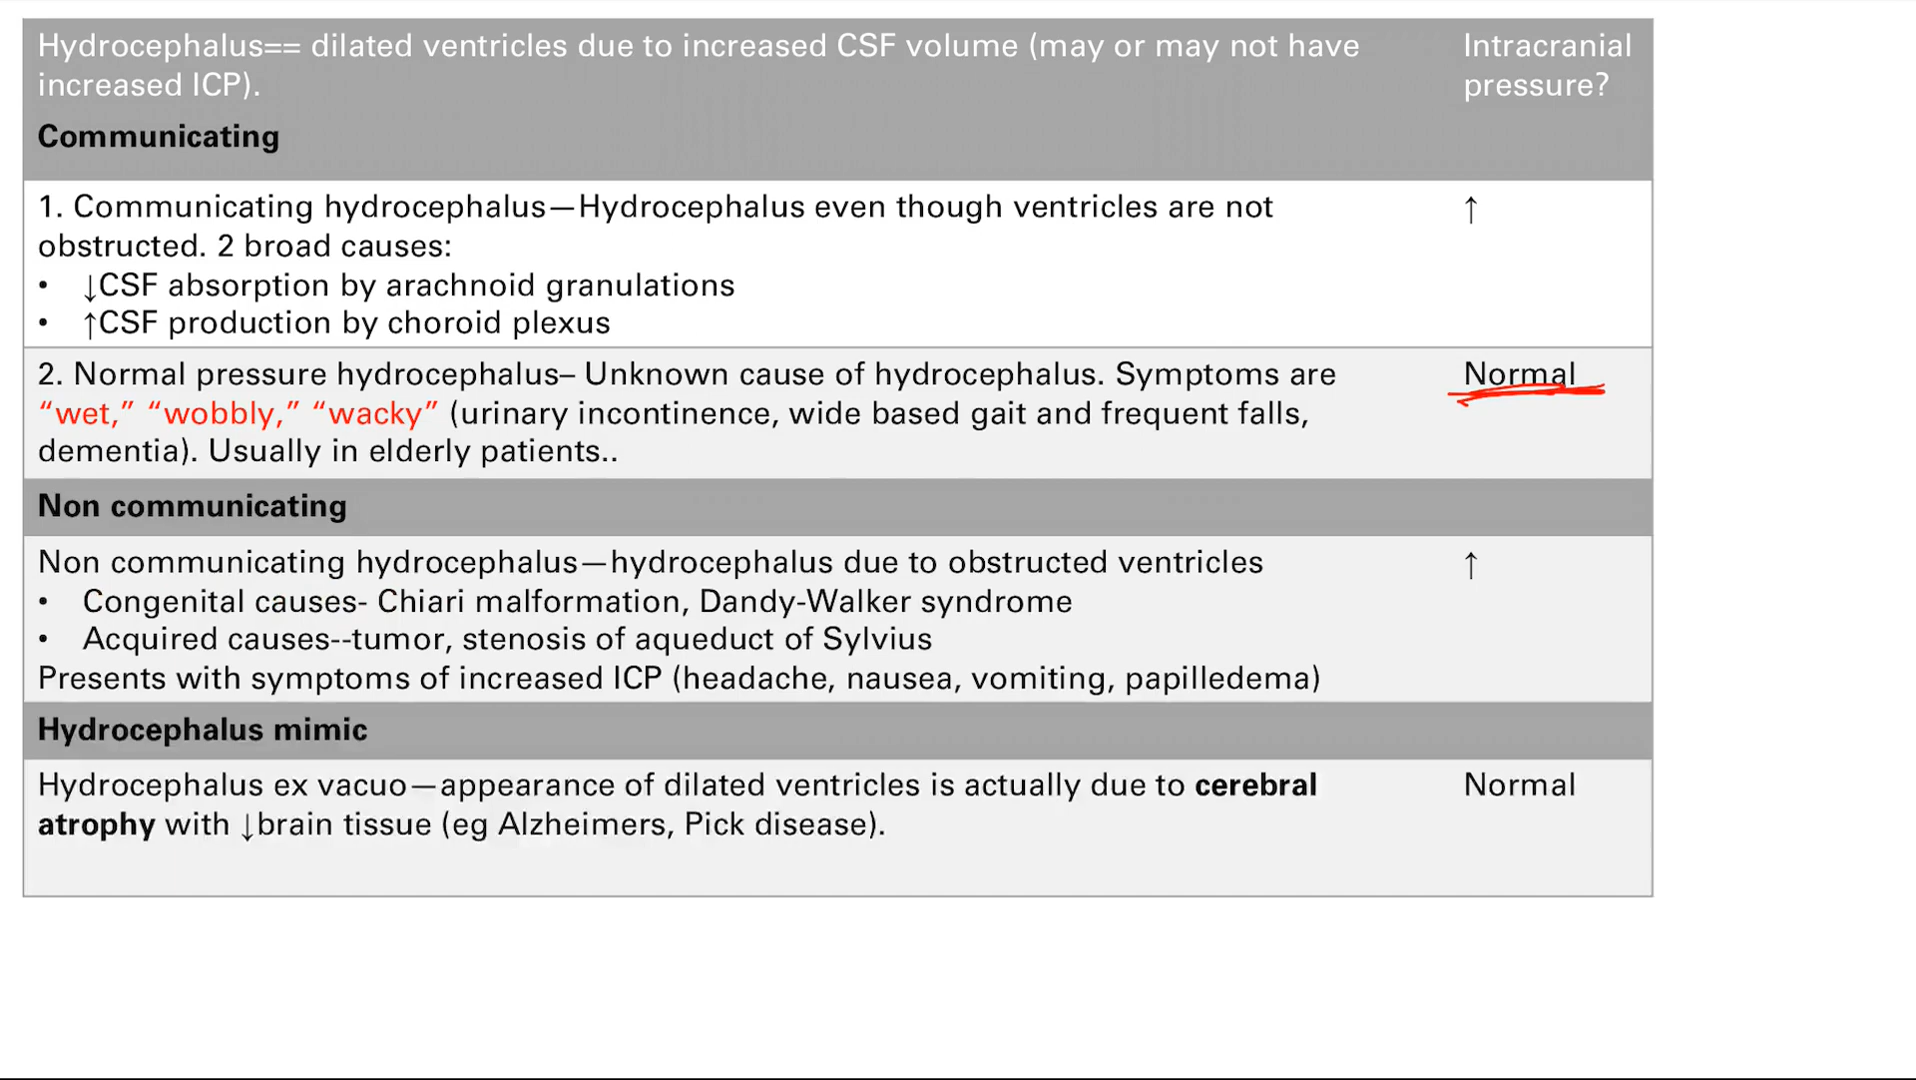 Hydrocephalus== dilated ventricles due to increased CSF volume (may or may not have
increased ICP).
Intracranial
pressure?
Communicating
1. Communicating hydrocephalus—Hydrocephalus even though ventricles are not
obstructed. 2 broad causes:
• ↓CSF absorption by arachnoid granulations
• ↑CSF production by choroid plexus
↑
2. Normal pressure hydrocephalus– Unknown cause of hydrocephalus. Symptoms are
“wet,” “wobbly,” “wacky” (urinary incontinence, wide based gait and frequent falls,
dementia). Usually in elderly patients..
Normal
Non communicating
Non communicating hydrocephalus—hydrocephalus due to obstructed ventricles
• Congenital causes- Chiari malformation, Dandy-Walker syndrome
• Acquired causes--tumor, stenosis of aqueduct of Sylvius
Presents with symptoms of increased ICP (headache, nausea, vomiting, papilledema)
↑
Hydrocephalus mimic
Hydrocephalus ex vacuo—appearance of dilated ventricles is actually due to cerebral
atrophy with ↓brain tissue (eg Alzheimers, Pick disease).
Normal